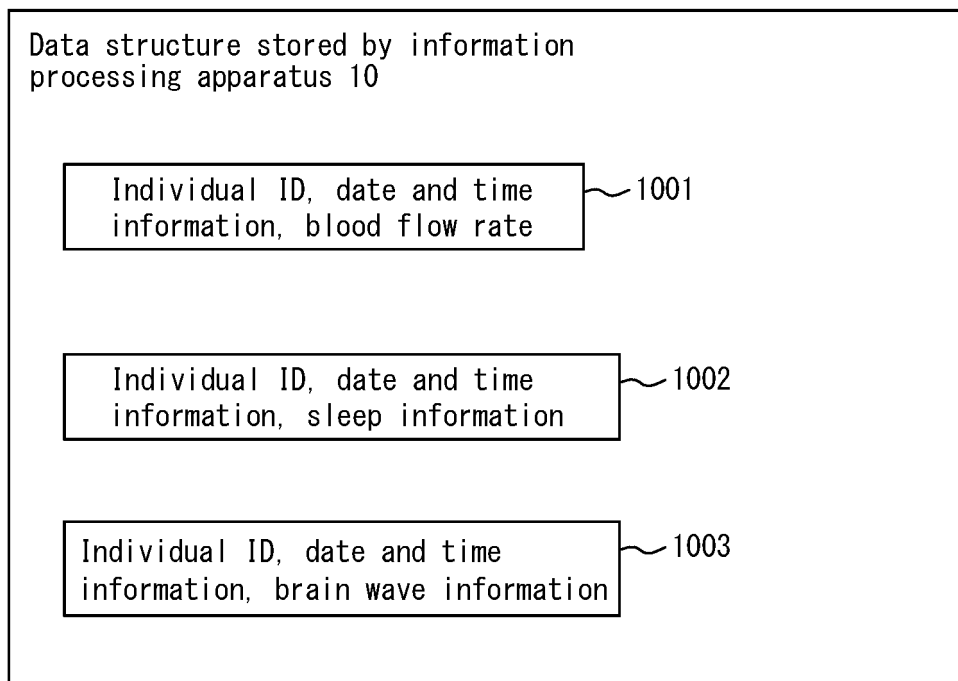 Data structure stored by information
processing apparatus 10
Individual ID, date and time
information, blood flow rate
1001
Individual ID, date and time
information, sleep information
1002
Individual ID, date and time
information, brain wave information
1003